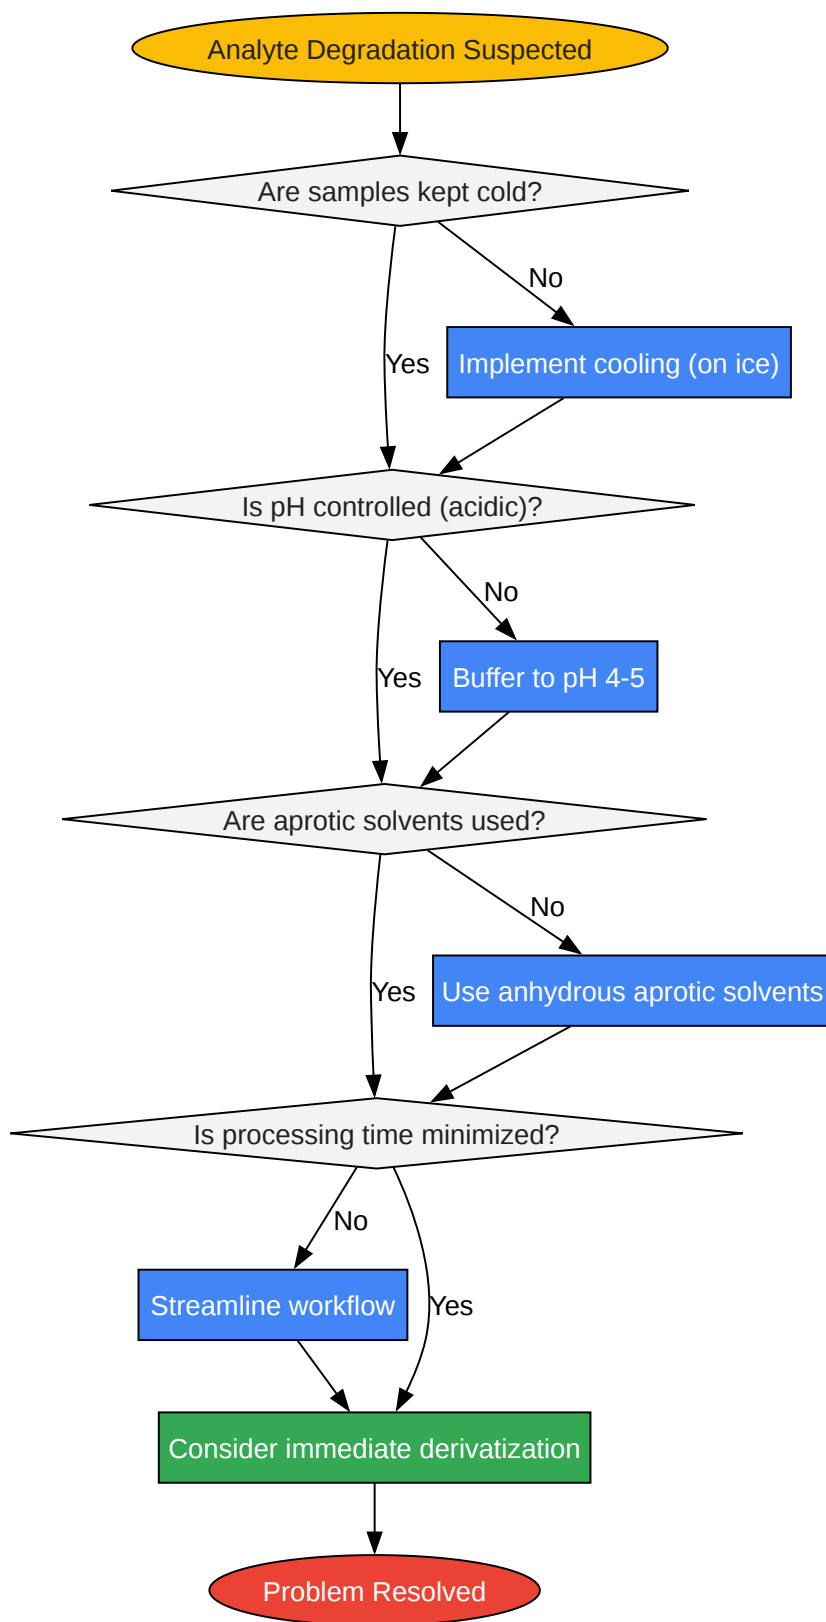 Analyte Degradation Suspected
Are samples kept cold?
No
Yes
Implement cooling (on ice)
Is pH controlled (acidic)?
No
Yes
Buffer to pH 4-5
Are aprotic solvents used?
No
Yes
Use anhydrous aprotic solvents
Is processing time minimized?
No
Streamline workflow
Yes
Consider immediate derivatization
Problem Resolved